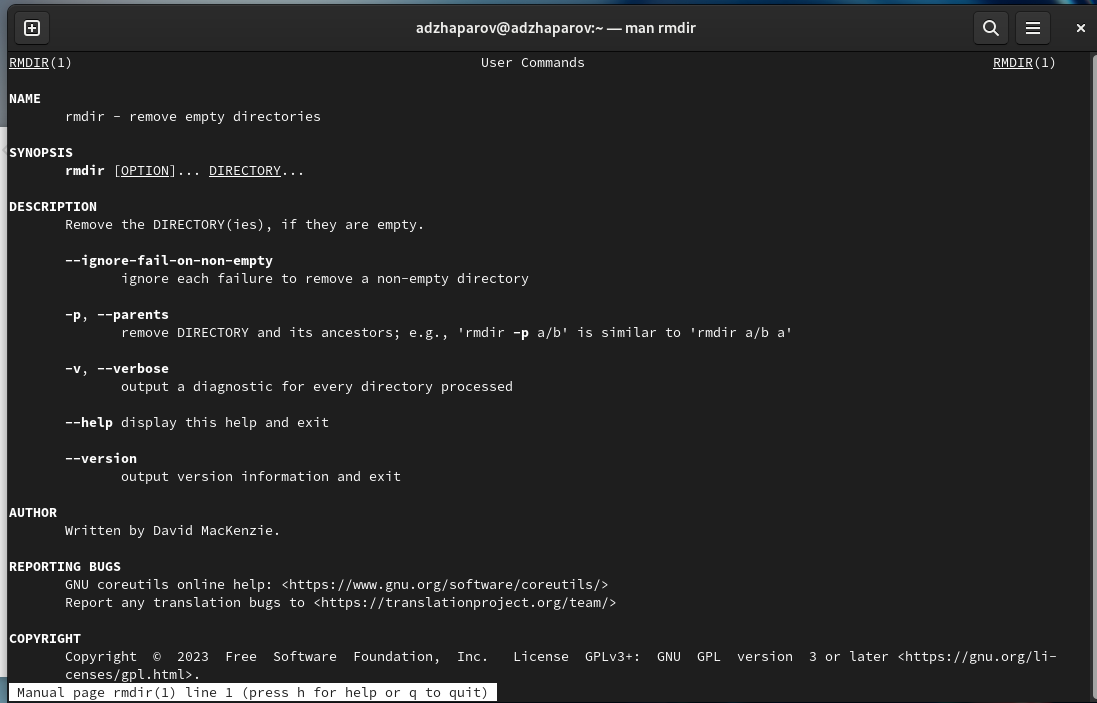 adzhaparov@adzhaparov:~ — man rmdir
RMDIR(1) User Commands RMDIR(1)
NAME
rmdir - remove empty directories
SYNOPSIS
rmdir [OPTION]... DIRECTORY...
DESCRIPTION
Remove the DIRECTORY(ies), if they are empty.
--ignore-fail-on-non-empty
ignore each failure to remove a non-empty directory
-p, --parents
remove DIRECTORY and its ancestors; e.g., 'rmdir -p a/b' is similar to 'rmdir a/b a'
-v, --verbose
output a diagnostic for every directory processed
--help display this help and exit
--version
output version information and exit
AUTHOR
Written by David MacKenzie.
REPORTING BUGS
GNU coreutils online help: <https://www.gnu.org/software/coreutils/>
Report any translation bugs to <https://translationproject.org/team/>
COPYRIGHT
Copyright © 2023 Free Software Foundation, Inc. License GPLv3+: GNU GPL version 3 or later <https://gnu.org/li-
censes/gpl.html>.
Manual page rmdir(1) line 1 (press h for help or q to quit)